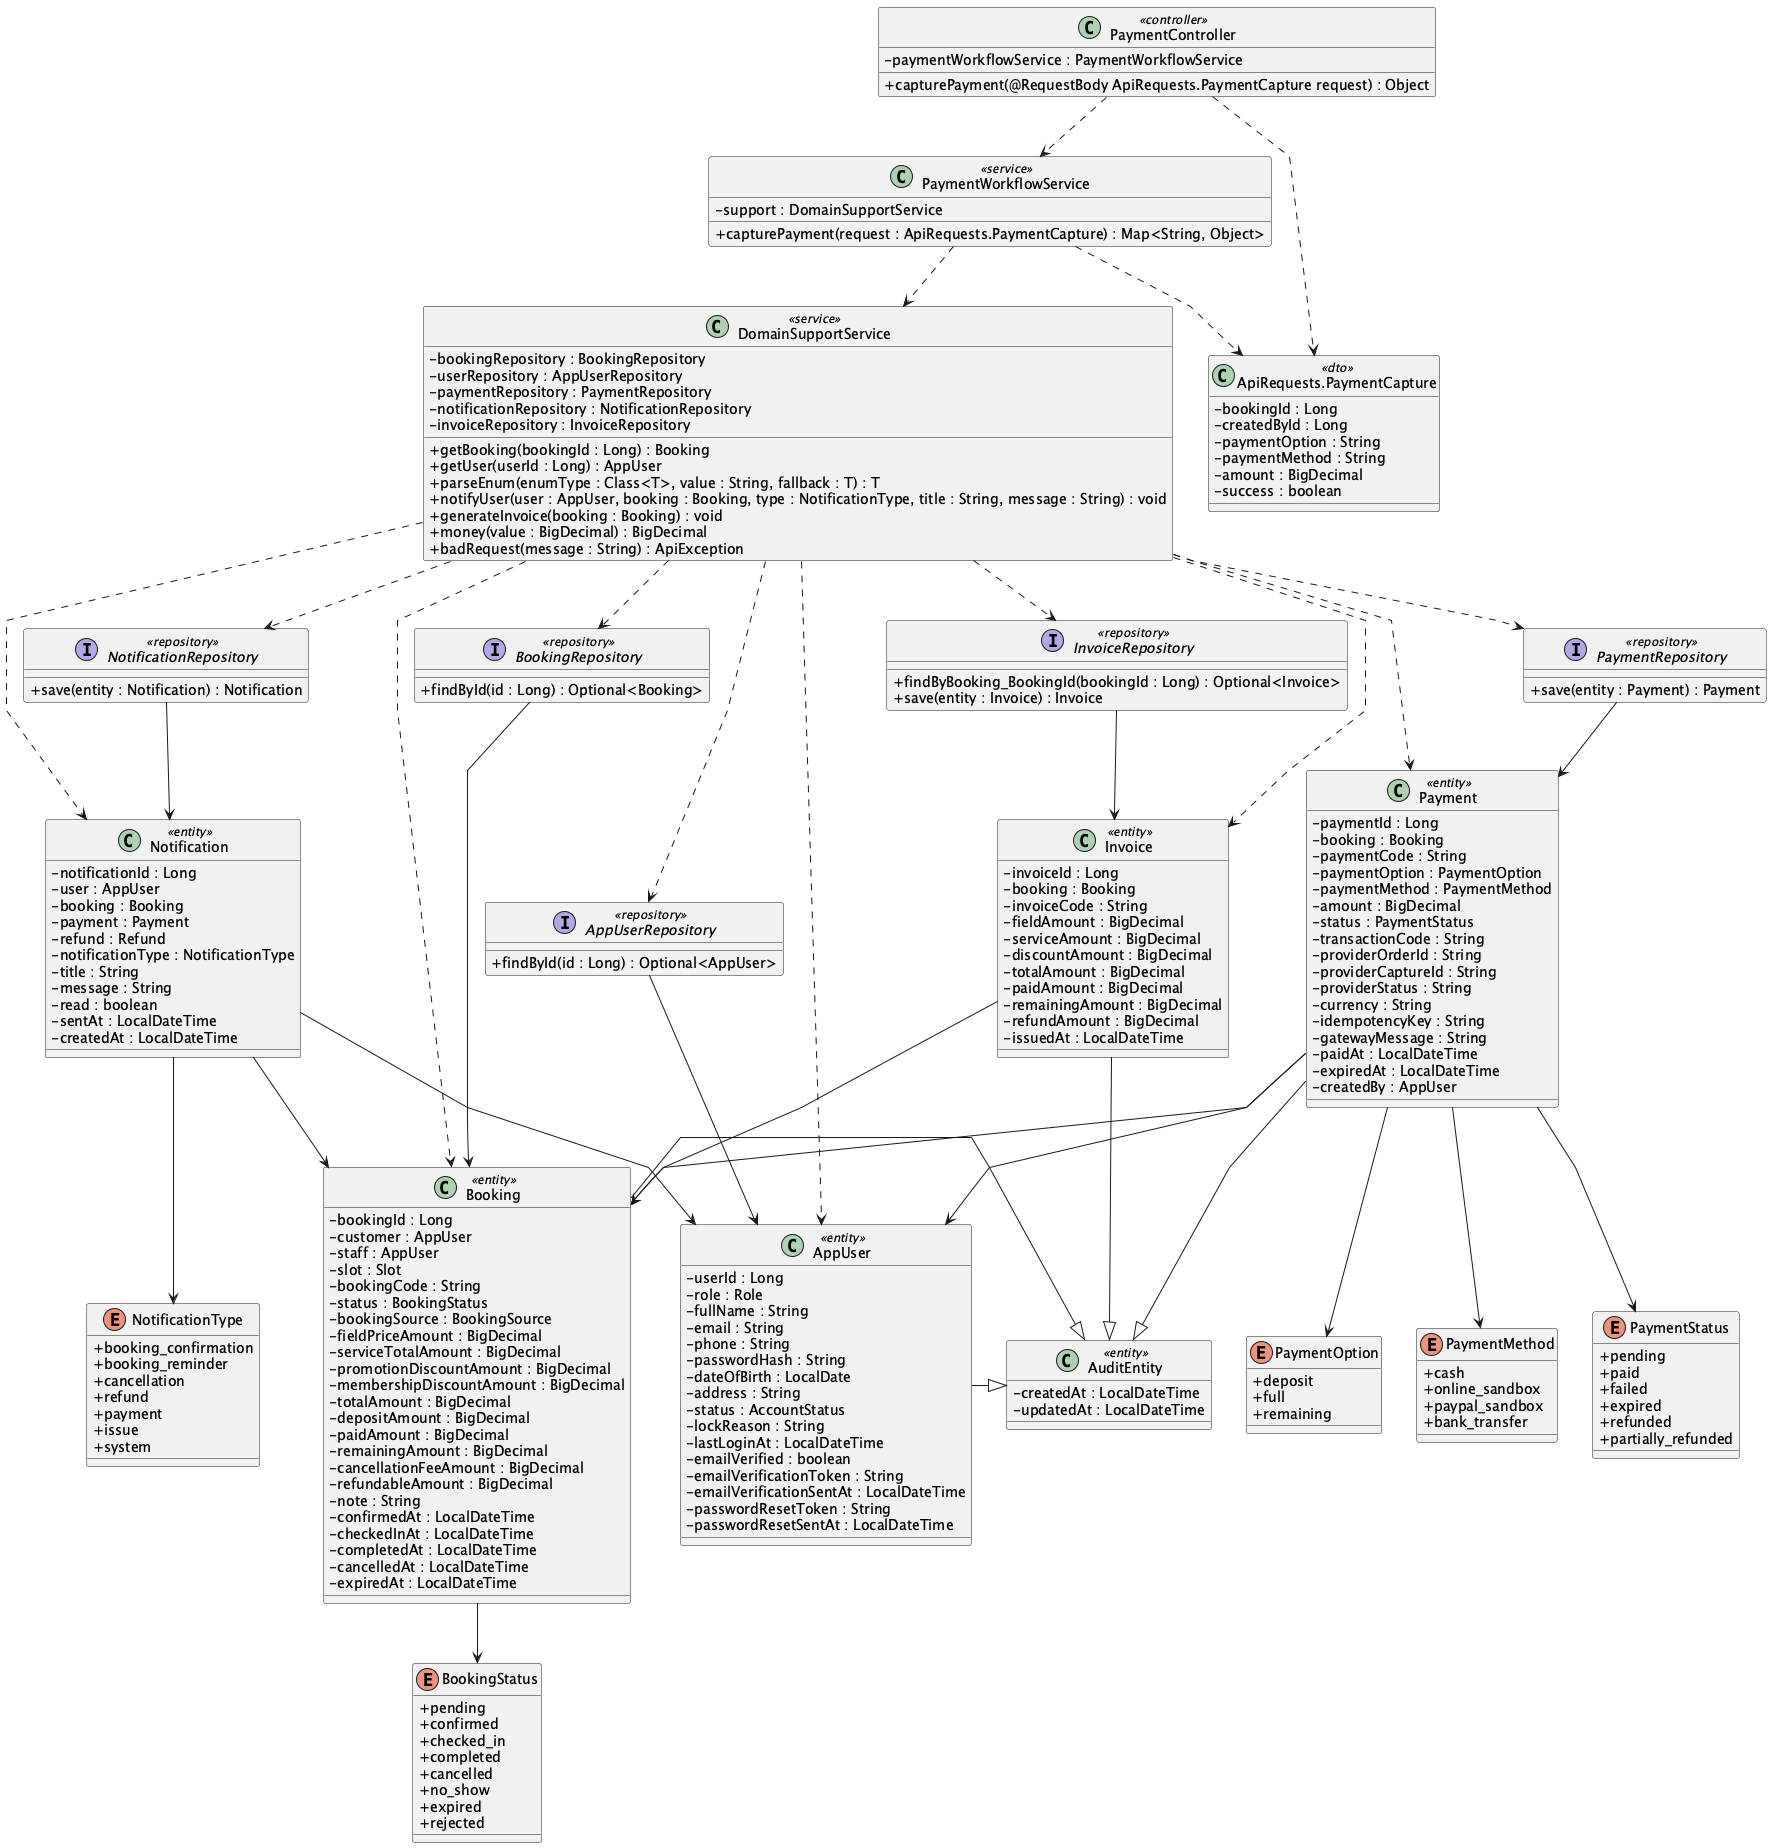 C
«controller»
PaymentController
-paymentWorkflowService : PaymentWorkflowService
+capturePayment(@RequestBody ApiRequests.PaymentCapture request) : Object
C
«service»
PaymentWorkflowService
-support : DomainSupportService
+capturePayment(request : ApiRequests.PaymentCapture) : Map<String, Object>
C
«service»
DomainSupportService
-bookingRepository : BookingRepository
-userRepository : AppUserRepository
-paymentRepository : PaymentRepository
-notificationRepository : NotificationRepository
-invoiceRepository : InvoiceRepository
+getBooking(bookingId : Long) : Booking
+getUser(userId : Long) : AppUser
+parseEnum(enumType : Class<T>, value : String, fallback : T) : T
+notifyUser(user : AppUser, booking : Booking, type : NotificationType, title : String, message : String) : void
+generateInvoice(booking : Booking) : void
+money(value : BigDecimal) : BigDecimal
+badRequest(message : String) : ApiException
C
«dto»
ApiRequests.PaymentCapture
-bookingId : Long
-createdById : Long
-paymentOption : String
-paymentMethod : String
-amount : BigDecimal
-success : boolean
I
«repository»
NotificationRepository
+save(entity : Notification) : Notification
I
«repository»
BookingRepository
+findById(id : Long) : Optional<Booking>
I
«repository»
InvoiceRepository
+findByBooking_BookingId(bookingId : Long) : Optional<Invoice>
+save(entity : Invoice) : Invoice
I
«repository»
PaymentRepository
+save(entity : Payment) : Payment
C
«entity»
Notification
-notificationId : Long
-user : AppUser
-booking : Booking
-payment : Payment
-refund : Refund
-notificationType : NotificationType
-title : String
-message : String
-read : boolean
-sentAt : LocalDateTime
-createdAt : LocalDateTime
I
«repository»
AppUserRepository
+findById(id : Long) : Optional<AppUser>
C
«entity»
Invoice
-invoiceId : Long
-booking : Booking
-invoiceCode : String
-fieldAmount : BigDecimal
-serviceAmount : BigDecimal
-discountAmount : BigDecimal
-totalAmount : BigDecimal
-paidAmount : BigDecimal
-remainingAmount : BigDecimal
-refundAmount : BigDecimal
-issuedAt : LocalDateTime
C
«entity»
Payment
-paymentId : Long
-booking : Booking
-paymentCode : String
-paymentOption : PaymentOption
-paymentMethod : PaymentMethod
-amount : BigDecimal
-status : PaymentStatus
-transactionCode : String
-providerOrderId : String
-providerCaptureId : String
-providerStatus : String
-currency : String
-idempotencyKey : String
-gatewayMessage : String
-paidAt : LocalDateTime
-expiredAt : LocalDateTime
-createdBy : AppUser
C
«entity»
Booking
-bookingId : Long
-customer : AppUser
-staff : AppUser
-slot : Slot
-bookingCode : String
-status : BookingStatus
-bookingSource : BookingSource
-fieldPriceAmount : BigDecimal
-serviceTotalAmount : BigDecimal
-promotionDiscountAmount : BigDecimal
-membershipDiscountAmount : BigDecimal
-totalAmount : BigDecimal
-depositAmount : BigDecimal
-paidAmount : BigDecimal
-remainingAmount : BigDecimal
-cancellationFeeAmount : BigDecimal
-refundableAmount : BigDecimal
-note : String
-confirmedAt : LocalDateTime
-checkedInAt : LocalDateTime
-completedAt : LocalDateTime
-cancelledAt : LocalDateTime
-expiredAt : LocalDateTime
C
«entity»
AppUser
-userId : Long
-role : Role
-fullName : String
-email : String
-phone : String
-passwordHash : String
-dateOfBirth : LocalDate
-address : String
-status : AccountStatus
-lockReason : String
-lastLoginAt : LocalDateTime
-emailVerified : boolean
-emailVerificationToken : String
-emailVerificationSentAt : LocalDateTime
-passwordResetToken : String
-passwordResetSentAt : LocalDateTime
E
NotificationType
+booking_confirmation
+booking_reminder
+cancellation
+refund
+payment
+issue
+system
C
«entity»
AuditEntity
-createdAt : LocalDateTime
-updatedAt : LocalDateTime
E
PaymentOption
+deposit
+full
+remaining
E
PaymentMethod
+cash
+online_sandbox
+paypal_sandbox
+bank_transfer
E
PaymentStatus
+pending
+paid
+failed
+expired
+refunded
+partially_refunded
E
BookingStatus
+pending
+confirmed
+checked_in
+completed
+cancelled
+no_show
+expired
+rejected